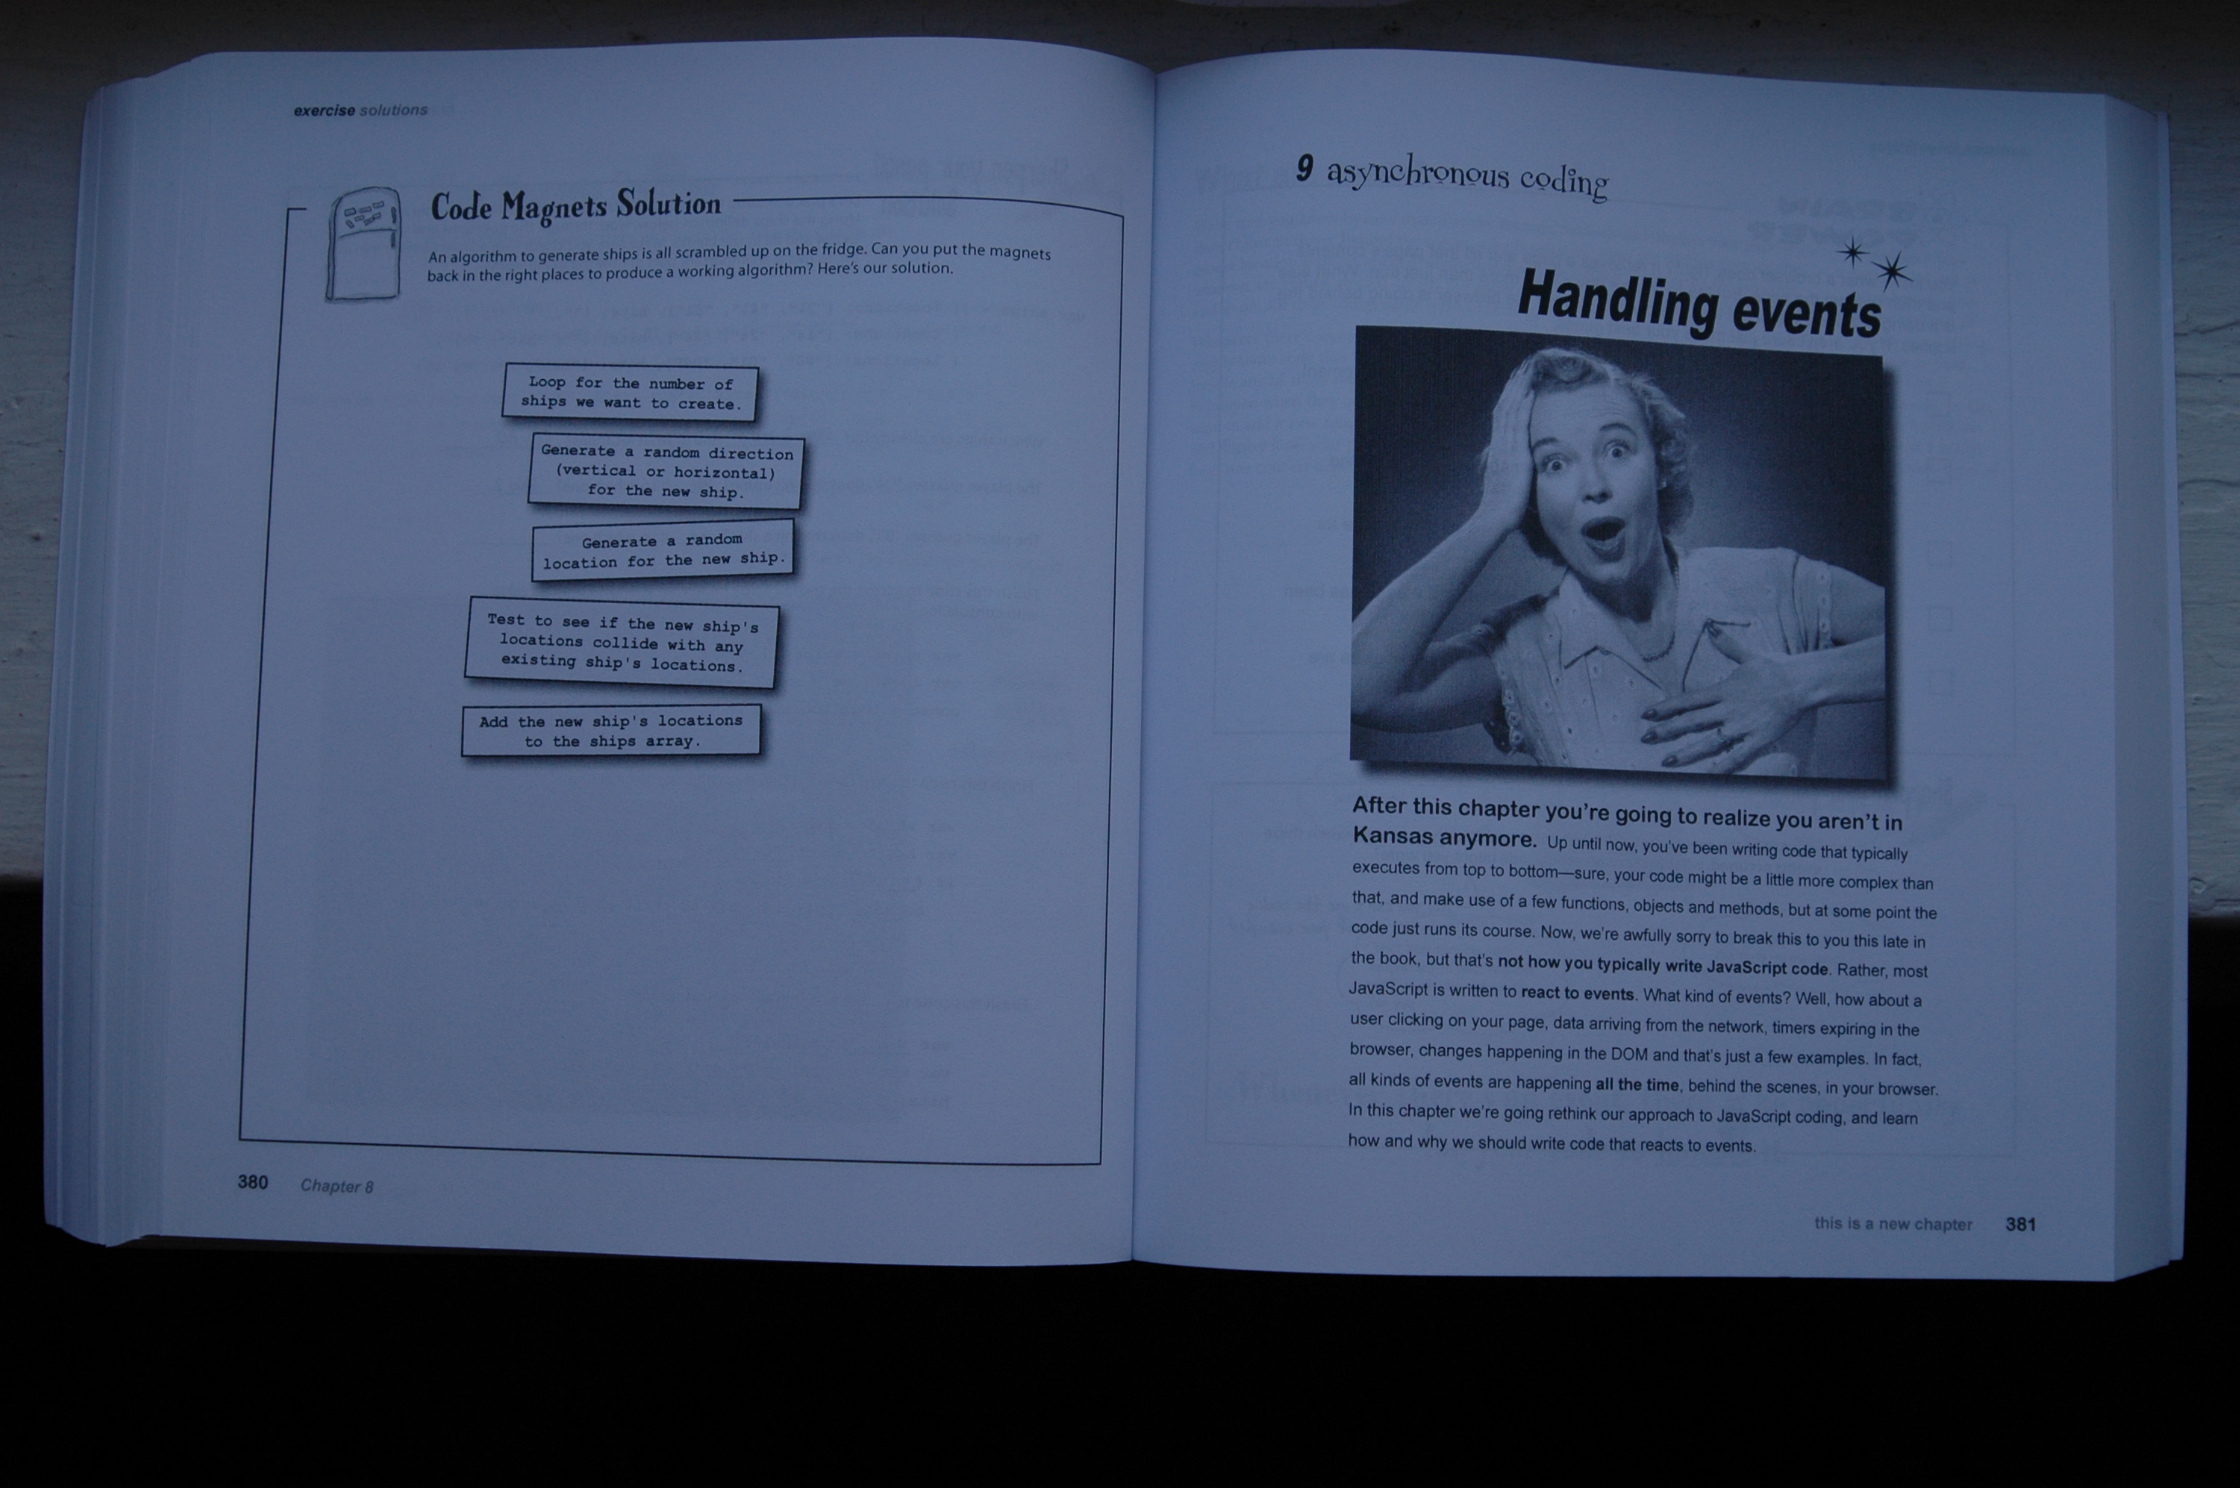 exercise solutions
Code Magnets Solution
An algorithm to generate ships is all scrambled up on the fridge. Can you put the magnets
back in the right places to produce a working algorithm? Here's our solution.
Loop for the number of
ships we want to create.
Generate a random direction
(vertical or horizontal)
for the new ship.
Generate a random
location for the new ship.
Test to see if the new ship's
locations collide with any
existing ship's locations.
Add the new ship's locations
to the ships array.
380 Chapter 8
9 asynchronous coding
Handling events
After this chapter you're going to realize you aren't in
Kansas anymore. Up until now, you've been writing code that typically
executes from top to bottom—sure, your code might be a little more complex than
that, and make use of a few functions, objects and methods, but at some point the
code just runs its course. Now, we're awfully sorry to break this to you this late in
the book, but that's not how you typically write JavaScript code. Rather, most
JavaScript is written to react to events. What kind of events? Well, how about a
user clicking on your page, data arriving from the network, timers expiring in the
browser, changes happening in the DOM and that's just a few examples. In fact,
all kinds of events are happening all the time, behind the scenes, in your browser.
In this chapter we're going rethink our approach to JavaScript coding, and learn
how and why we should write code that reacts to events.
this is a new chapter 381